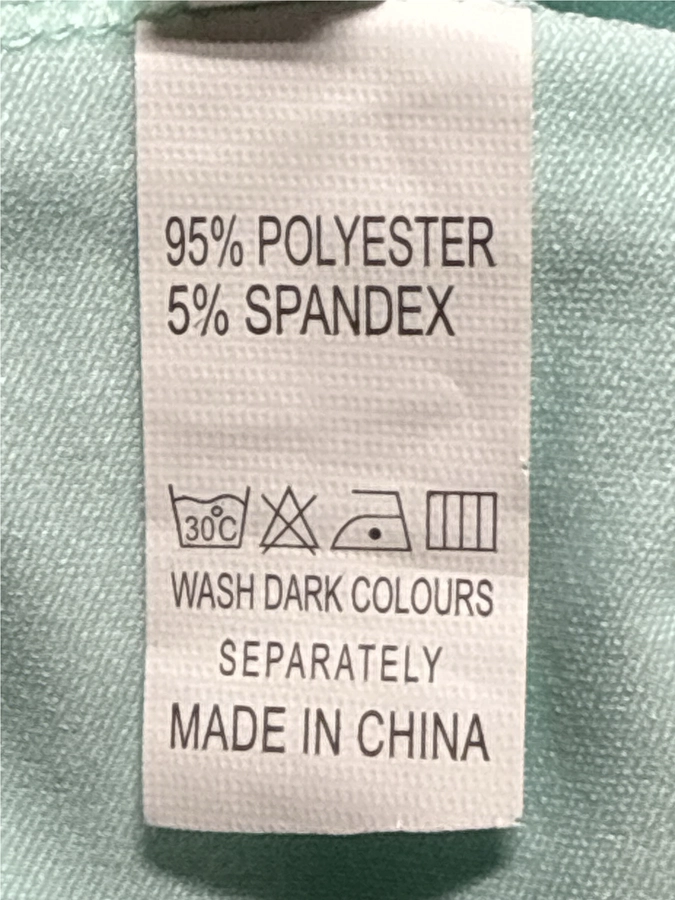 95% POLYESTER
5% SPANDEX
30°C
WASH DARK COLOURS
SEPARATELY
MADE IN CHINA